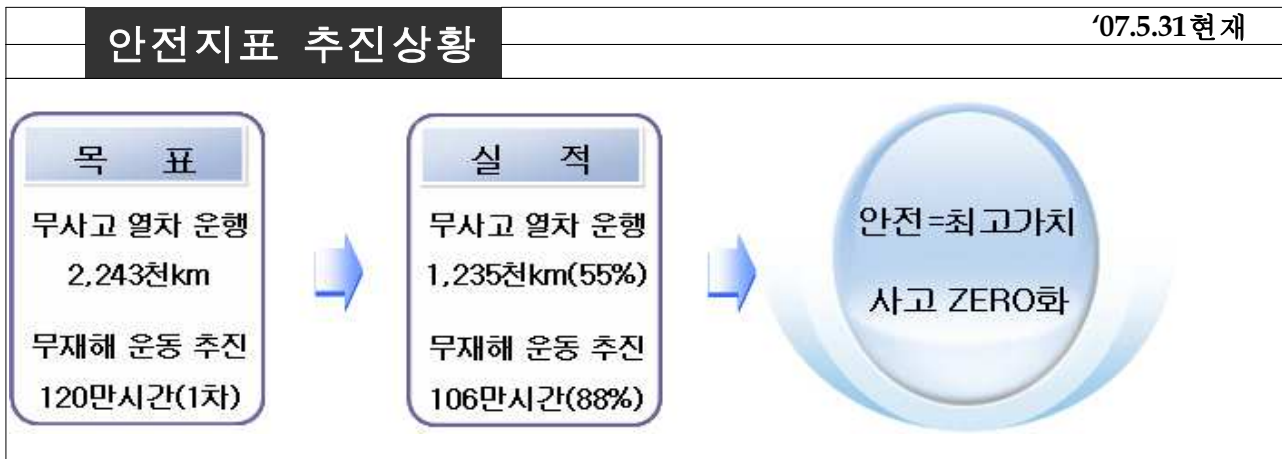 안전지표 추진상황
‘07.5.31현재
목 표
무사고 열차 운행
2,243천km
무재해 운동 추진
120만시간(1차)
실 적
무사고 열차 운행
1,235천km(55%)
무재해 운동 추진
106만시간(88%)
안전=최고가치
사고 ZERO화